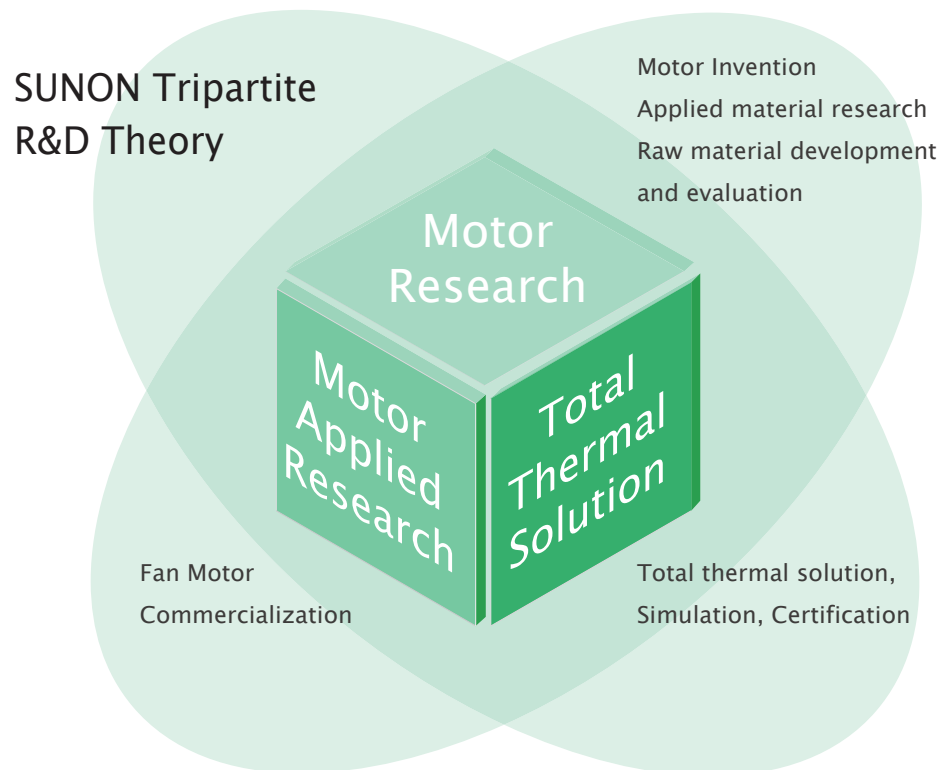 SUNON Tripartite
R&D Theory
Motor Invention
Applied material research
Raw material development
and evaluation
Motor
Research
Motor
Applied
Research
Total
Thermal
Solution
Fan Motor
Commercialization
Total thermal solution,
Simulation, Certification